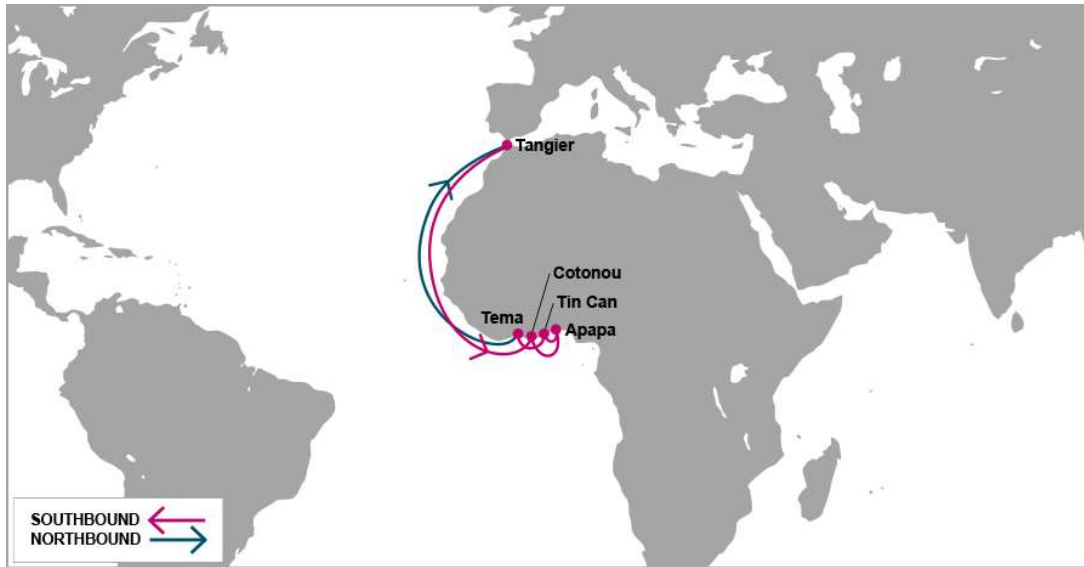 Tangier
Cotonou
Tin Can
Tema
Apapa
SOUTHBOUND
NORTHBOUND